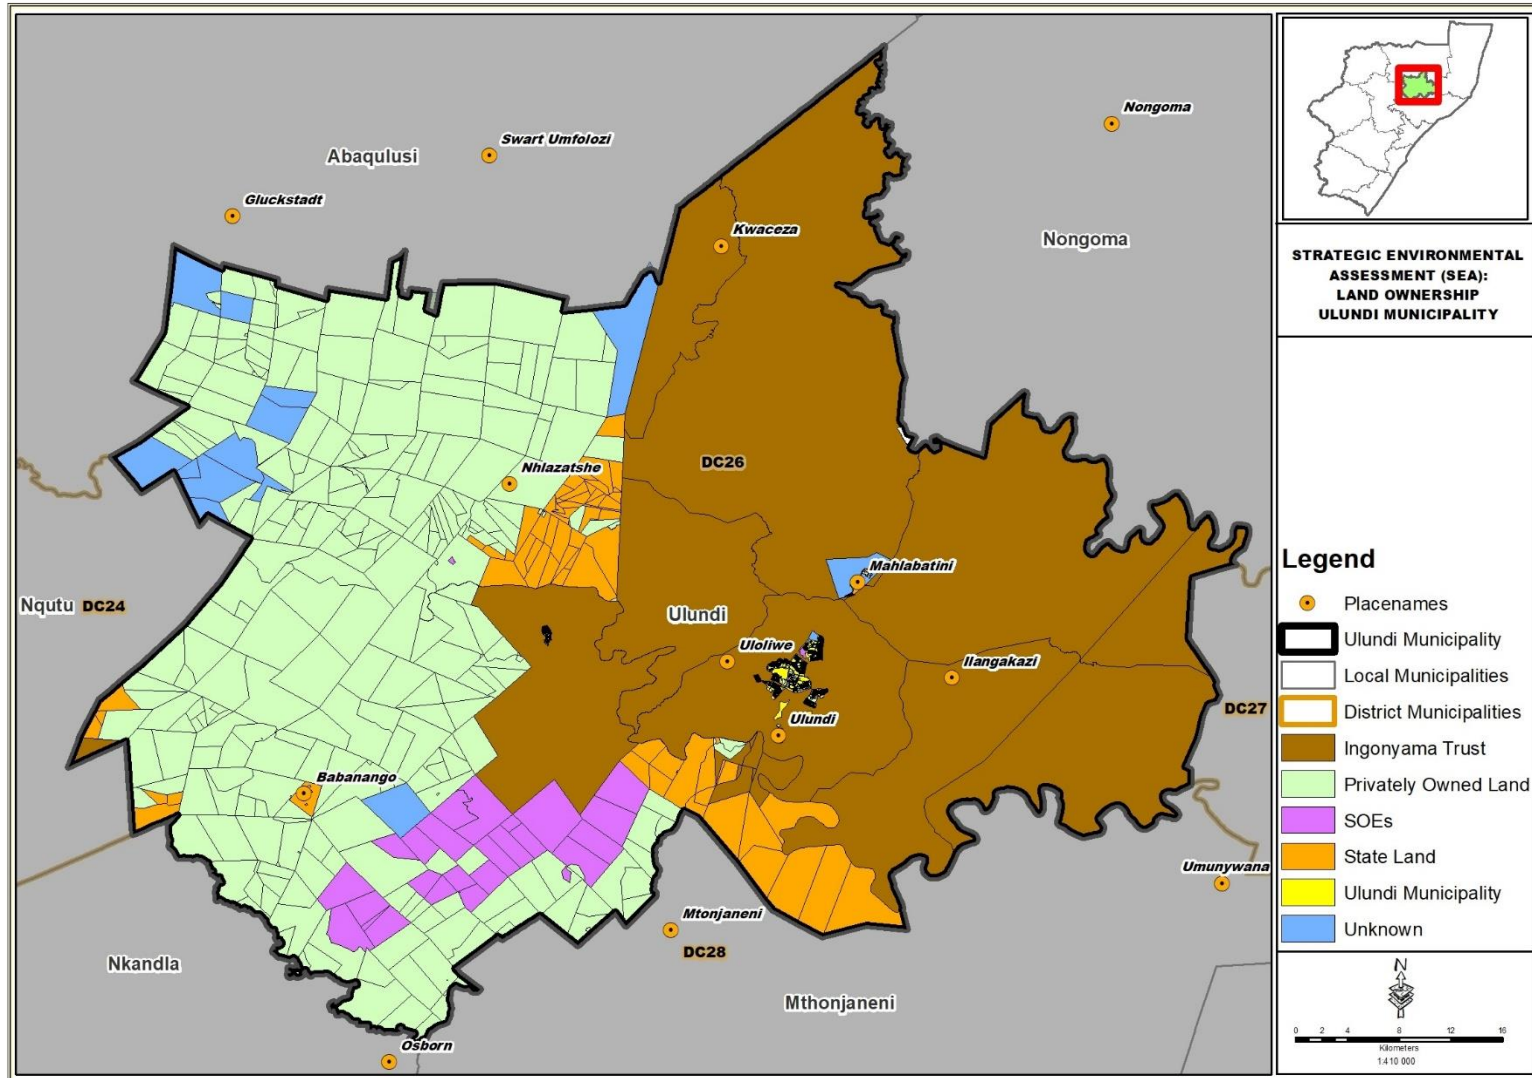 Nongoma
Swart Umfolozi
Abaqulusi
Gluckstadt
Kwaceza
Nongoma
Nhlazatshe
DC26
Mahlabatini
Nqutu DC24
Ulundi
Uloliwe
Ilangakazi
DC27
Ulundi
Babanango
Umunywana
Mtonjaneni
DC28
Nkandla
Mthonjaneni
Osborn
STRATEGIC ENVIRONMENTAL
ASSESSMENT (SEA):
LAND OWNERSHIP
ULUNDI MUNICIPALITY
Legend
Placenames
Ulundi Municipality
Local Municipalities
District Municipalities
Ingonyama Trust
Privately Owned Land
SOEs
State Land
Ulundi Municipality
Unknown
N
0 2 4 8 12 16
Kilometers
1:410 000